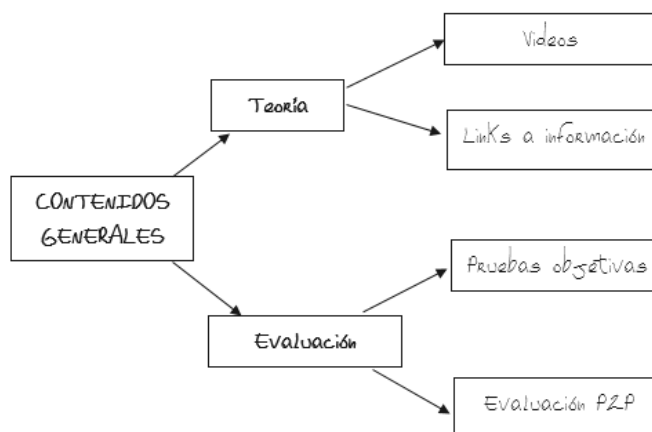 Videos
Teoría
Links a información
CONTENIDOS
GENERALES
Pruebas objetivas
Evaluación
Evaluación P2P